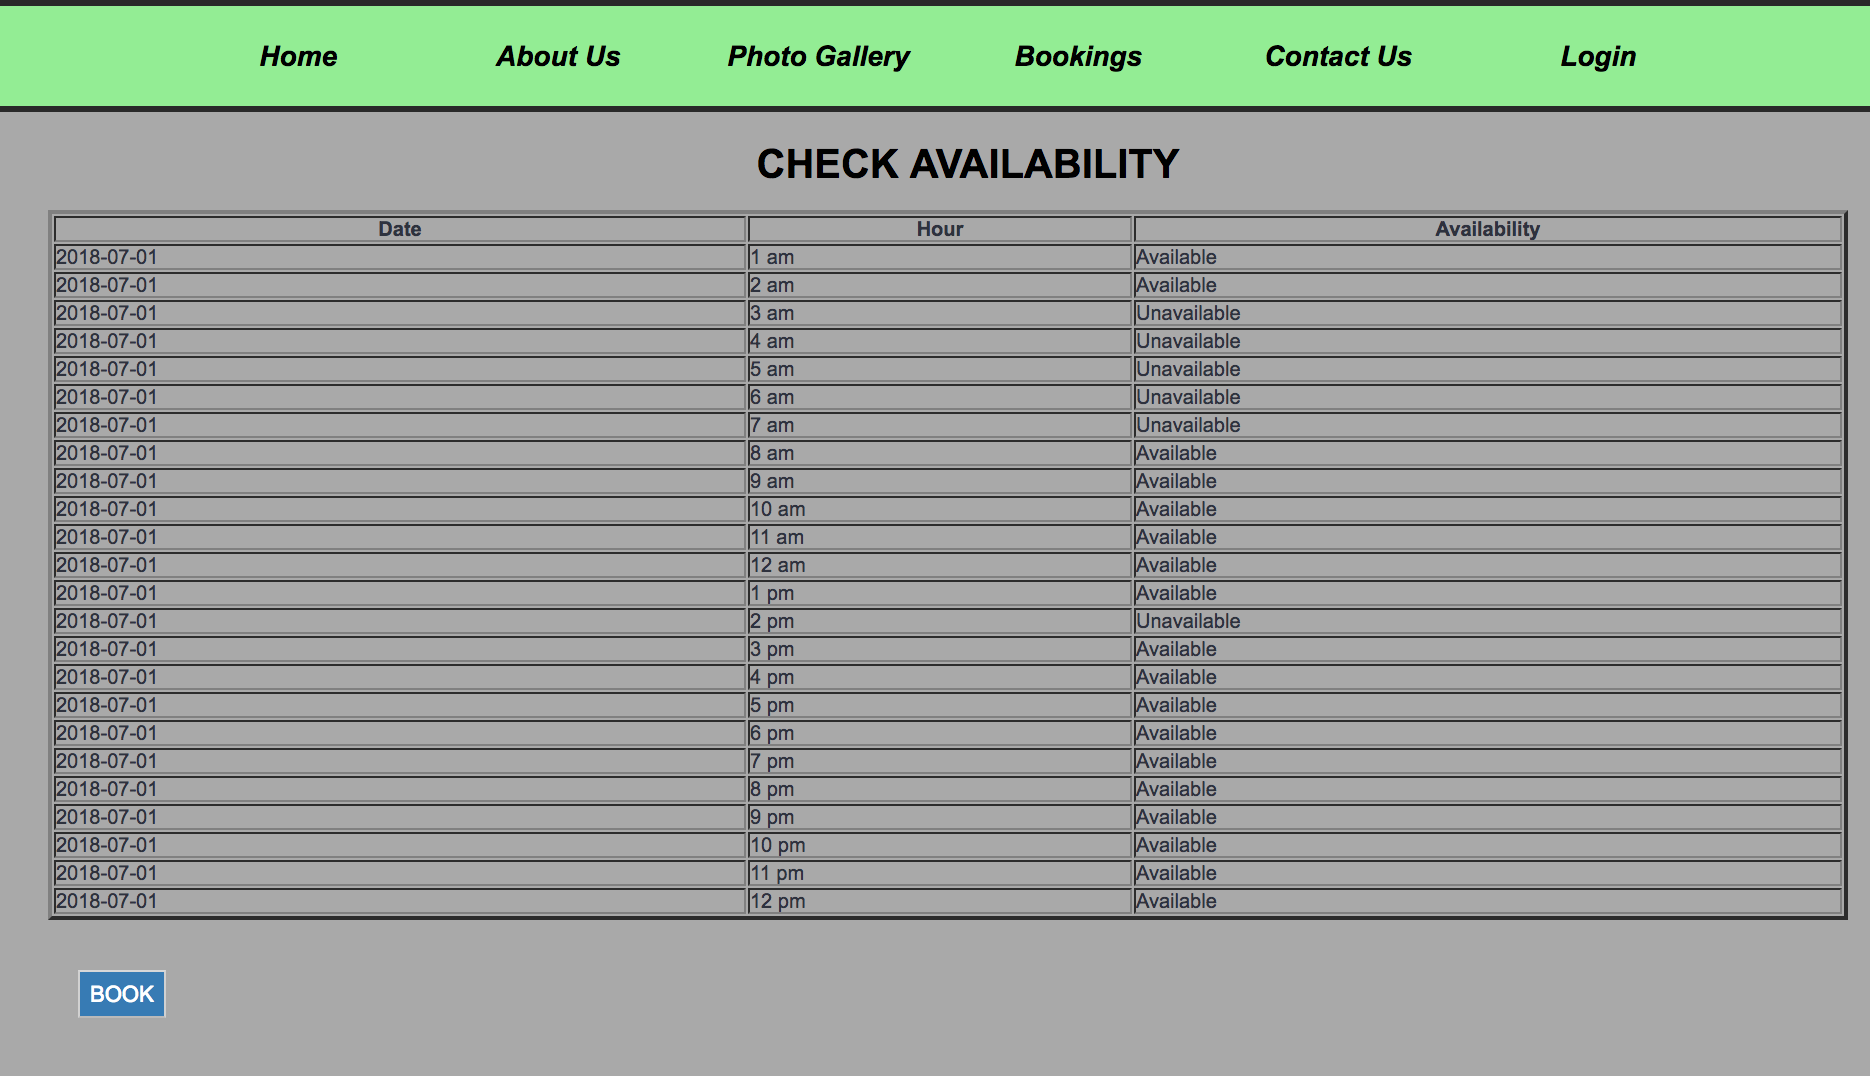 Home About Us Photo Gallery Bookings Contact Us Login
CHECK AVAILABILITY
Date Hour Availability
2018-07-01 1 am Available
2018-07-01 2 am Available
2018-07-01 3 am Unavailable
2018-07-01 4 am Unavailable
2018-07-01 5 am Unavailable
2018-07-01 6 am Unavailable
2018-07-01 7 am Unavailable
2018-07-01 8 am Available
2018-07-01 9 am Available
2018-07-01 10 am Available
2018-07-01 11 am Available
2018-07-01 12 am Available
2018-07-01 1 pm Available
2018-07-01 2 pm Unavailable
2018-07-01 3 pm Available
2018-07-01 4 pm Available
2018-07-01 5 pm Available
2018-07-01 6 pm Available
2018-07-01 7 pm Available
2018-07-01 8 pm Available
2018-07-01 9 pm Available
2018-07-01 10 pm Available
2018-07-01 11 pm Available
2018-07-01 12 pm Available
BOOK